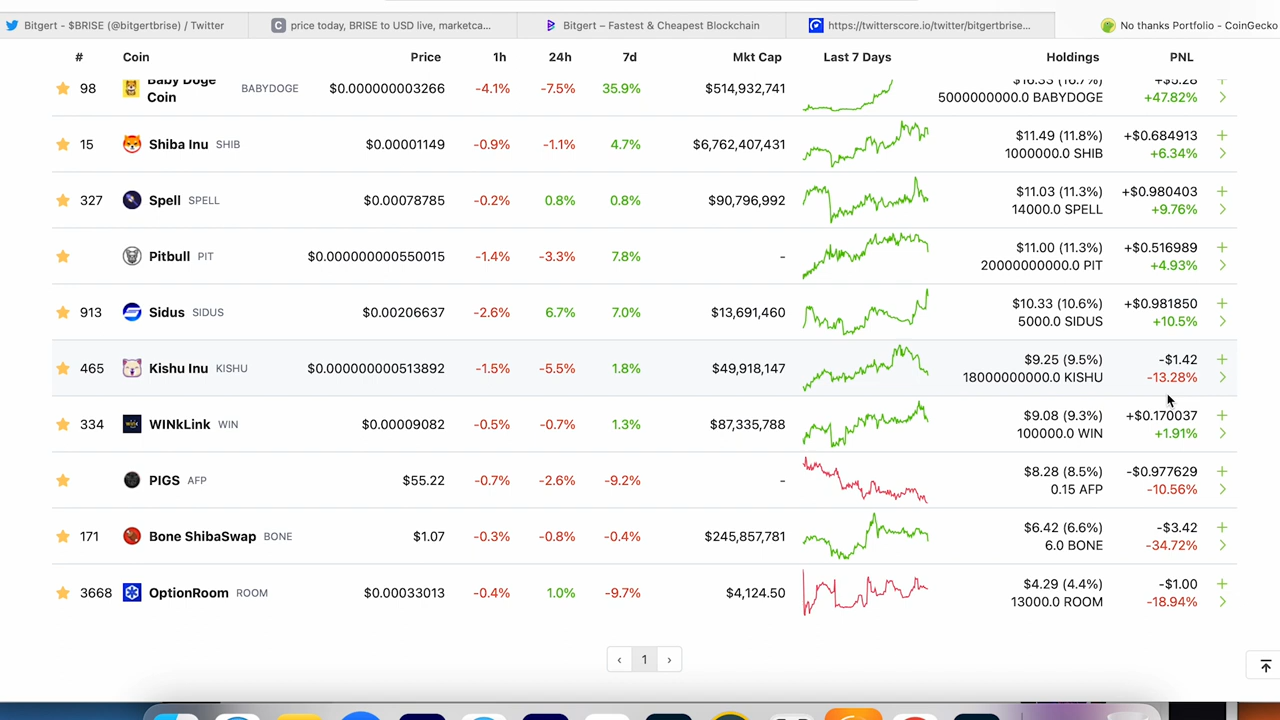 Bitgert - $BRISE (@bitgertbrise) / Twitter
price today, BRISE to USD live, marketca...
Bitgert – Fastest & Cheapest Blockchain
https://twitterscore.io/twitter/bitgertbrise...
No thanks Portfolio - CoinGecko
# Coin Price 1h 24h 7d Mkt Cap Last 7 Days Holdings PNL
98 Baby Doge Coin BABYDOGE $0.000000003266 -4.1% -7.5% 35.9% $514,932,741 $16.33 (16.7%) +$5.28
5000000000.0 BABYDOGE +47.82%
15 Shiba Inu SHIB $0.00001149 -0.9% -1.1% 4.7% $6,762,407,431 $11.49 (11.8%) +$0.684913
1000000.0 SHIB +6.34%
327 Spell SPELL $0.00078785 -0.2% 0.8% 0.8% $90,796,992 $11.03 (11.3%) +$0.980403
14000.0 SPELL +9.76%
Pitbull PIT $0.000000000550015 -1.4% -3.3% 7.8% - $11.00 (11.3%) +$0.516989
20000000000.0 PIT +4.93%
913 Sidus SIDUS $0.00206637 -2.6% 6.7% 7.0% $13,691,460 $10.33 (10.6%) +$0.981850
5000.0 SIDUS +10.5%
465 Kishu Inu KISHU $0.000000000513892 -1.5% -5.5% 1.8% $49,918,147 $9.25 (9.5%) -$1.42
18000000000.0 KISHU -13.28%
334 WINkLink WIN $0.00009082 -0.5% -0.7% 1.3% $87,335,788 $9.08 (9.3%) +$0.170037
100000.0 WIN +1.91%
PIGS AFP $55.22 -0.7% -2.6% -9.2% - $8.28 (8.5%) -$0.977629
0.15 AFP -10.56%
171 Bone ShibaSwap BONE $1.07 -0.3% -0.8% -0.4% $245,857,781 $6.42 (6.6%) -$3.42
6.0 BONE -34.72%
3668 OptionRoom ROOM $0.00033013 -0.4% 1.0% -9.7% $4,124.50 $4.29 (4.4%) -$1.00
13000.0 ROOM -18.94%
‹ 1 ›